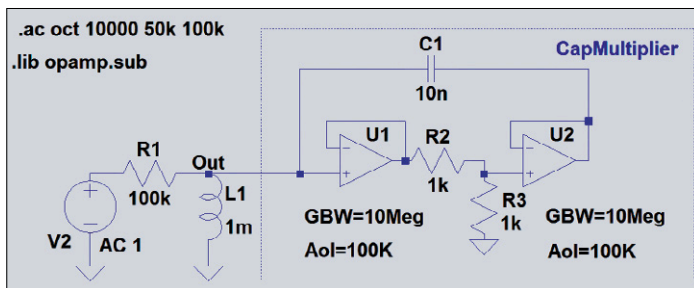 .ac oct 10000 50k 100k
.lib opamp.sub
CapMultiplier
C1
10n
U1
R2
1k
U2
R1
100k
Out
L1
1m
V2
AC 1
R3
1k
GBW=10Meg
Aol=100K
GBW=10Meg
Aol=100K